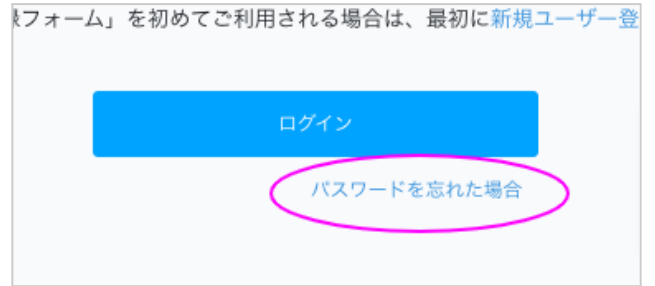 フォーム」を初めてご利用される場合は、最初に新規ユーザー登
ログイン
パスワードを忘れた場合